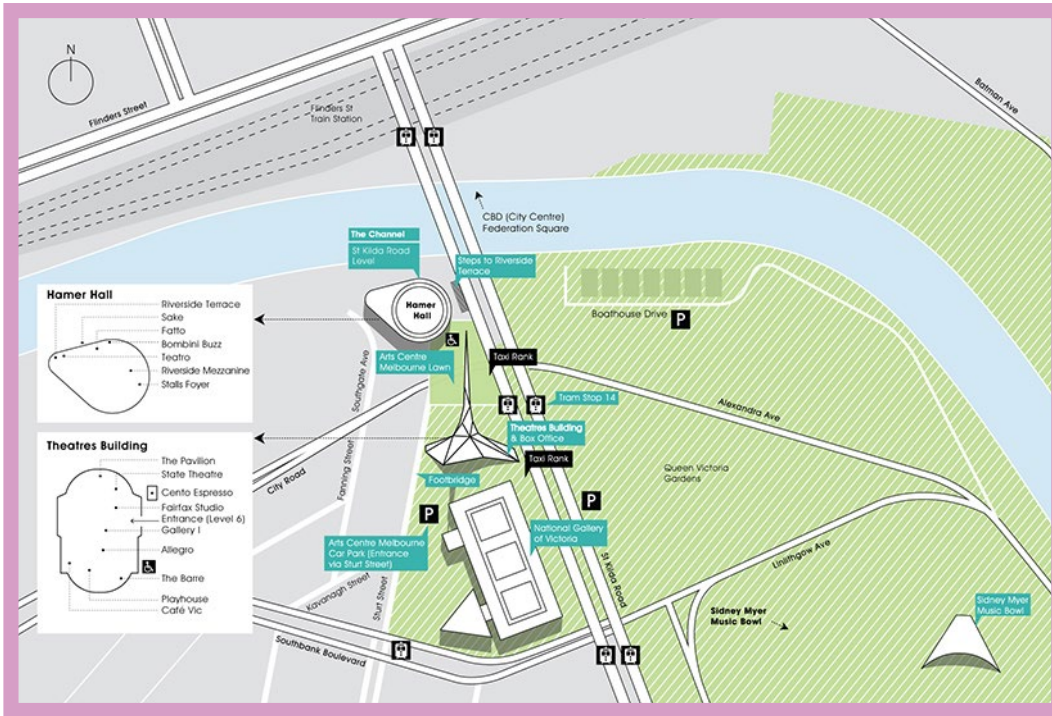 N
Flinders Street
Flinders St
Train Station
Batman Ave
CBD (City Centre)
Federation Square
The Channel
St Kilda Road
Level
Steps to Riverside
Terrace
Hamer
Hall
Boathouse Drive
P
Arts Centre
Melbourne Lawn
Taxi Rank
Southgate Ave
Tram Stop 14
Alexandra Ave
Theatres Building
& Box Office
Taxi Rank
Queen Victoria
Gardens
City Road
Fanning Street
Footbridge
P
P
National Gallery
of Victoria
Arts Centre Melbourne
Car Park (Entrance
via Sturt Street)
St Kilda Road
Linlithgow Ave
Kavanagh Street
Sturt Street
Southbank Boulevard
Sidney Myer
Music Bowl
Sidney Myer
Music Bowl
Hamer Hall
Riverside Terrace
Sake
Fatto
Bombini Buzz
Teatro
Riverside Mezzanine
Stalls Foyer
Theatres Building
The Pavilion
State Theatre
Cento Espresso
Fairfax Studio
Entrance (Level 6)
Gallery 1
Allegro
The Barre
Playhouse
Café Vic